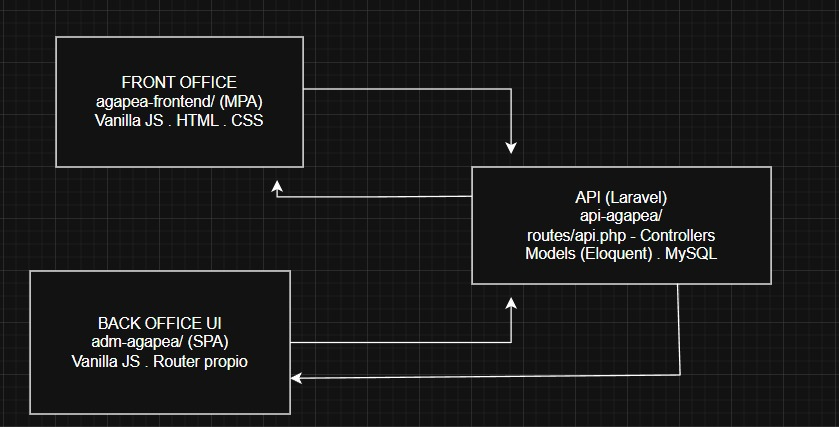 FRONT OFFICE
agapea-frontend/ (MPA)
Vanilla JS . HTML . CSS
API (Laravel)
api-agapea/
routes/api.php - Controllers
Models (Eloquent) . MySQL
BACK OFFICE UI
adm-agapea/ (SPA)
Vanilla JS . Router propio